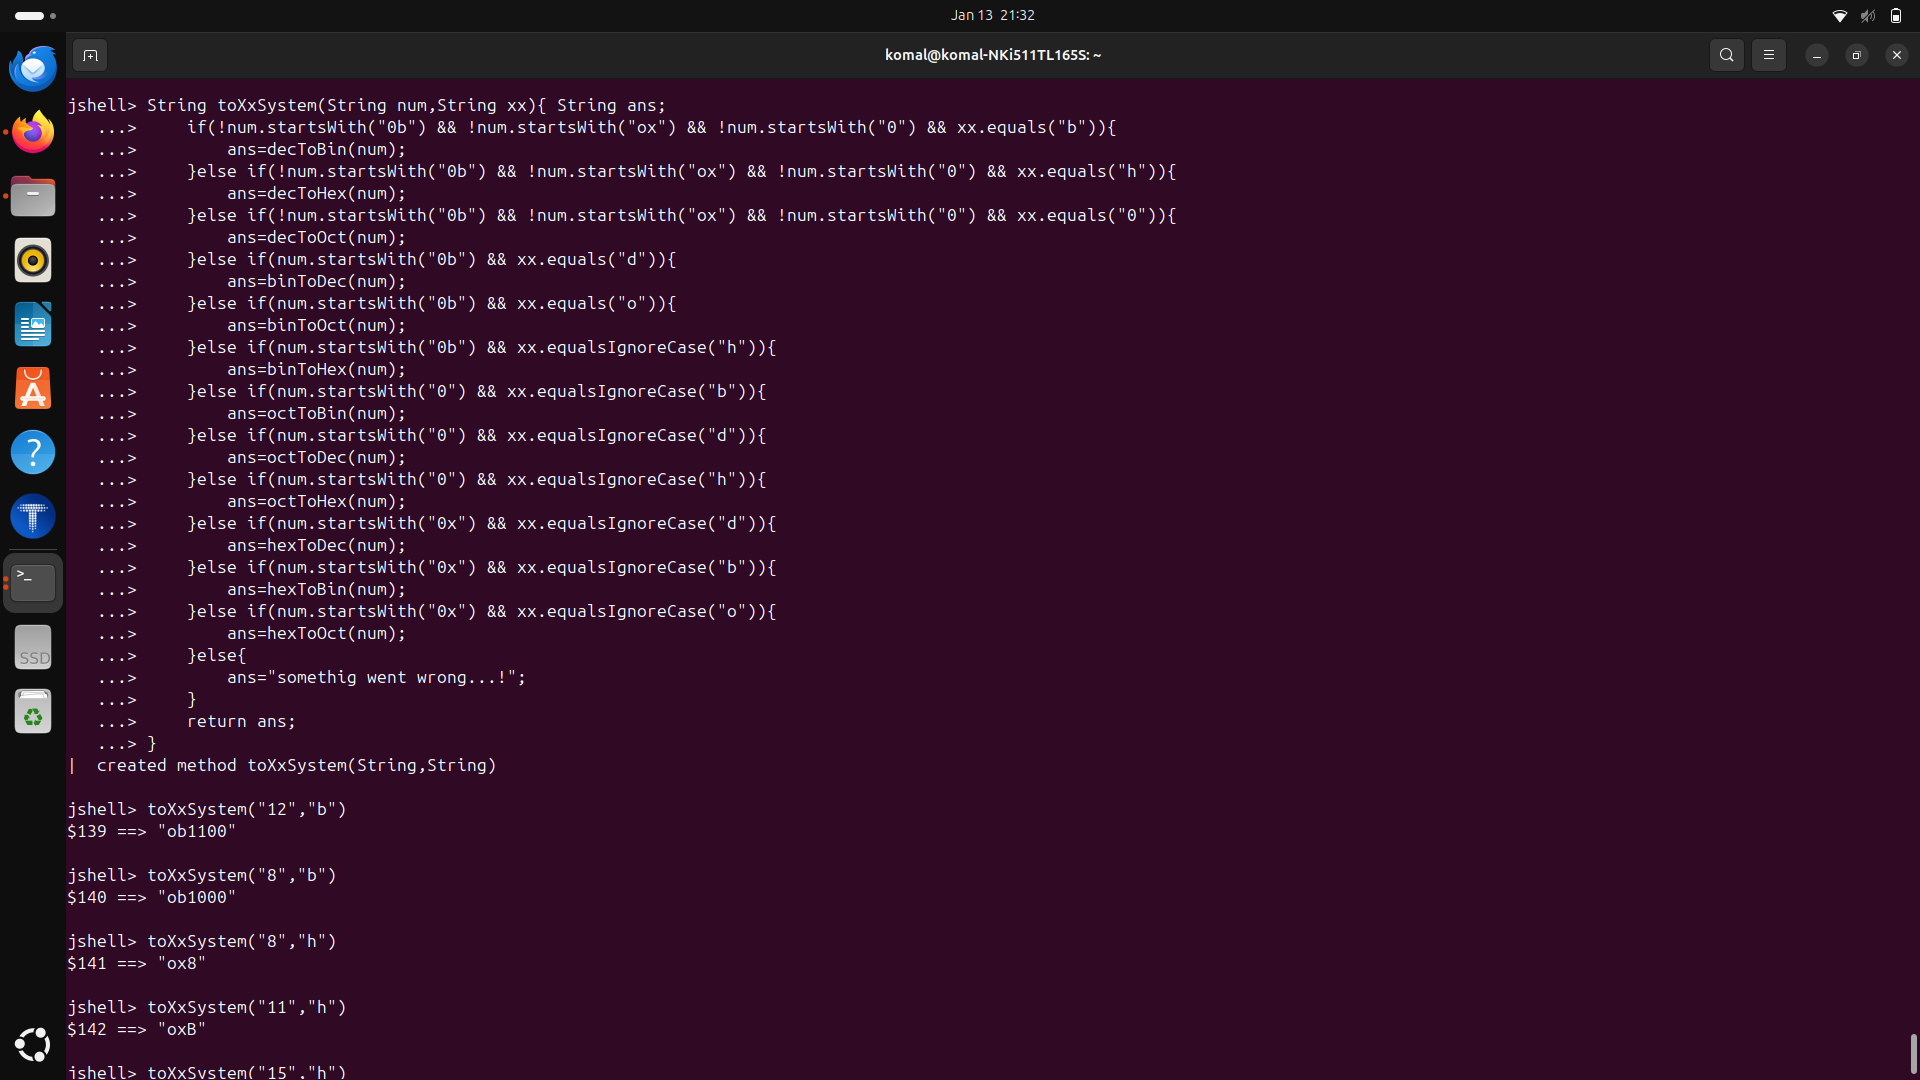 Jan 13 21:32
komal@komal-NKi511TL165S: ~
jshell> String toXxSystem(String num,String xx){ String ans;
...> if(!num.startsWith("0b") && !num.startsWith("ox") && !num.startsWith("0") && xx.equals("b")){
...> ans=decToBin(num);
...> }else if(!num.startsWith("0b") && !num.startsWith("ox") && !num.startsWith("0") && xx.equals("h")){
...> ans=decToHex(num);
...> }else if(!num.startsWith("0b") && !num.startsWith("ox") && !num.startsWith("0") && xx.equals("0")){
...> ans=decToOct(num);
...> }else if(num.startsWith("0b") && xx.equals("d")){
...> ans=binToDec(num);
...> }else if(num.startsWith("0b") && xx.equals("o")){
...> ans=binToOct(num);
...> }else if(num.startsWith("0b") && xx.equalsIgnoreCase("h")){
...> ans=binToHex(num);
...> }else if(num.startsWith("0") && xx.equalsIgnoreCase("b")){
...> ans=octToBin(num);
...> }else if(num.startsWith("0") && xx.equalsIgnoreCase("d")){
...> ans=octToDec(num);
...> }else if(num.startsWith("0") && xx.equalsIgnoreCase("h")){
...> ans=octToHex(num);
...> }else if(num.startsWith("0x") && xx.equalsIgnoreCase("d")){
...> ans=hexToDec(num);
...> }else if(num.startsWith("0x") && xx.equalsIgnoreCase("b")){
...> ans=hexToBin(num);
...> }else if(num.startsWith("0x") && xx.equalsIgnoreCase("o")){
...> ans=hexToOct(num);
...> }else{
...> ans="somethig went wrong...!";
...> }
...> return ans;
...> }
| created method toXxSystem(String,String)
jshell> toXxSystem("12","b")
$139 ==> "ob1100"
jshell> toXxSystem("8","b")
$140 ==> "ob1000"
jshell> toXxSystem("8","h")
$141 ==> "ox8"
jshell> toXxSystem("11","h")
$142 ==> "oxB"
jshell> toXxSystem("15","h")
SSD